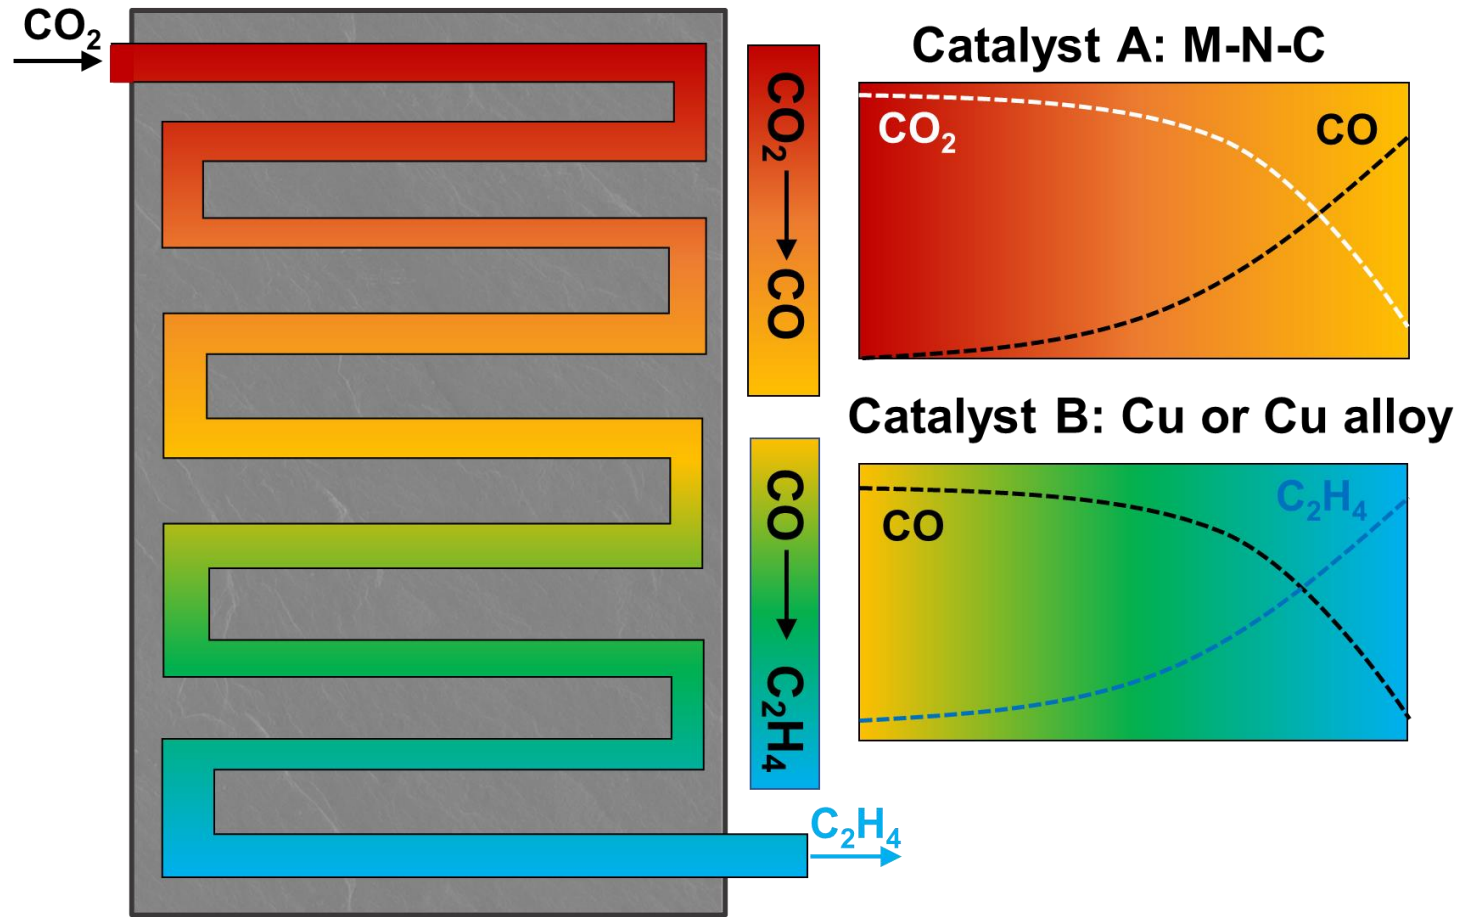 CO₂
CO₂ → CO
Catalyst A: M-N-C
CO₂
CO
CO → C₂H₄
Catalyst B: Cu or Cu alloy
CO
C₂H₄
C₂H₄